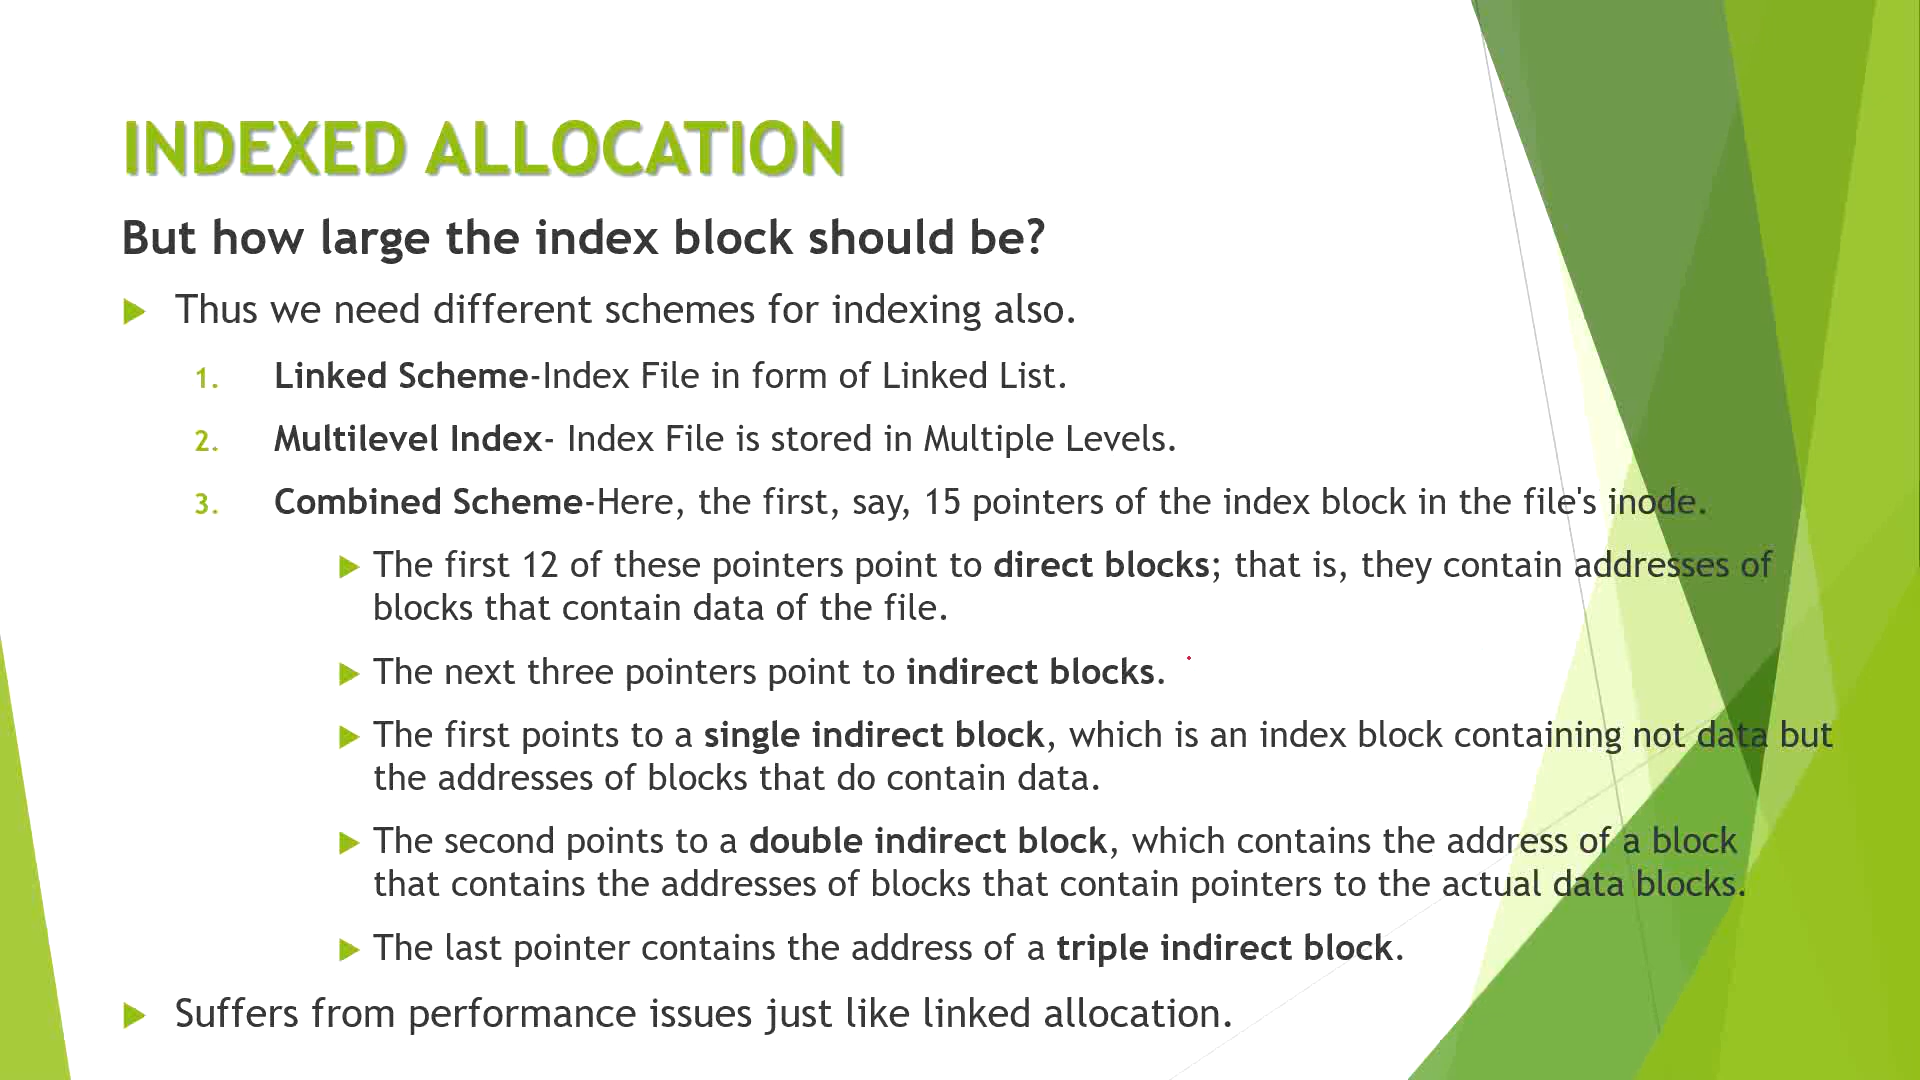 INDEXED ALLOCATION
But how large the index block should be?
Thus we need different schemes for indexing also.
1. Linked Scheme-Index File in form of Linked List.
2. Multilevel Index- Index File is stored in Multiple Levels.
3. Combined Scheme-Here, the first, say, 15 pointers of the index block in the file's inode.
The first 12 of these pointers point to direct blocks; that is, they contain addresses of
blocks that contain data of the file.
The next three pointers point to indirect blocks.
The first points to a single indirect block, which is an index block containing not data but
the addresses of blocks that do contain data.
The second points to a double indirect block, which contains the address of a block
that contains the addresses of blocks that contain pointers to the actual data blocks.
The last pointer contains the address of a triple indirect block.
Suffers from performance issues just like linked allocation.